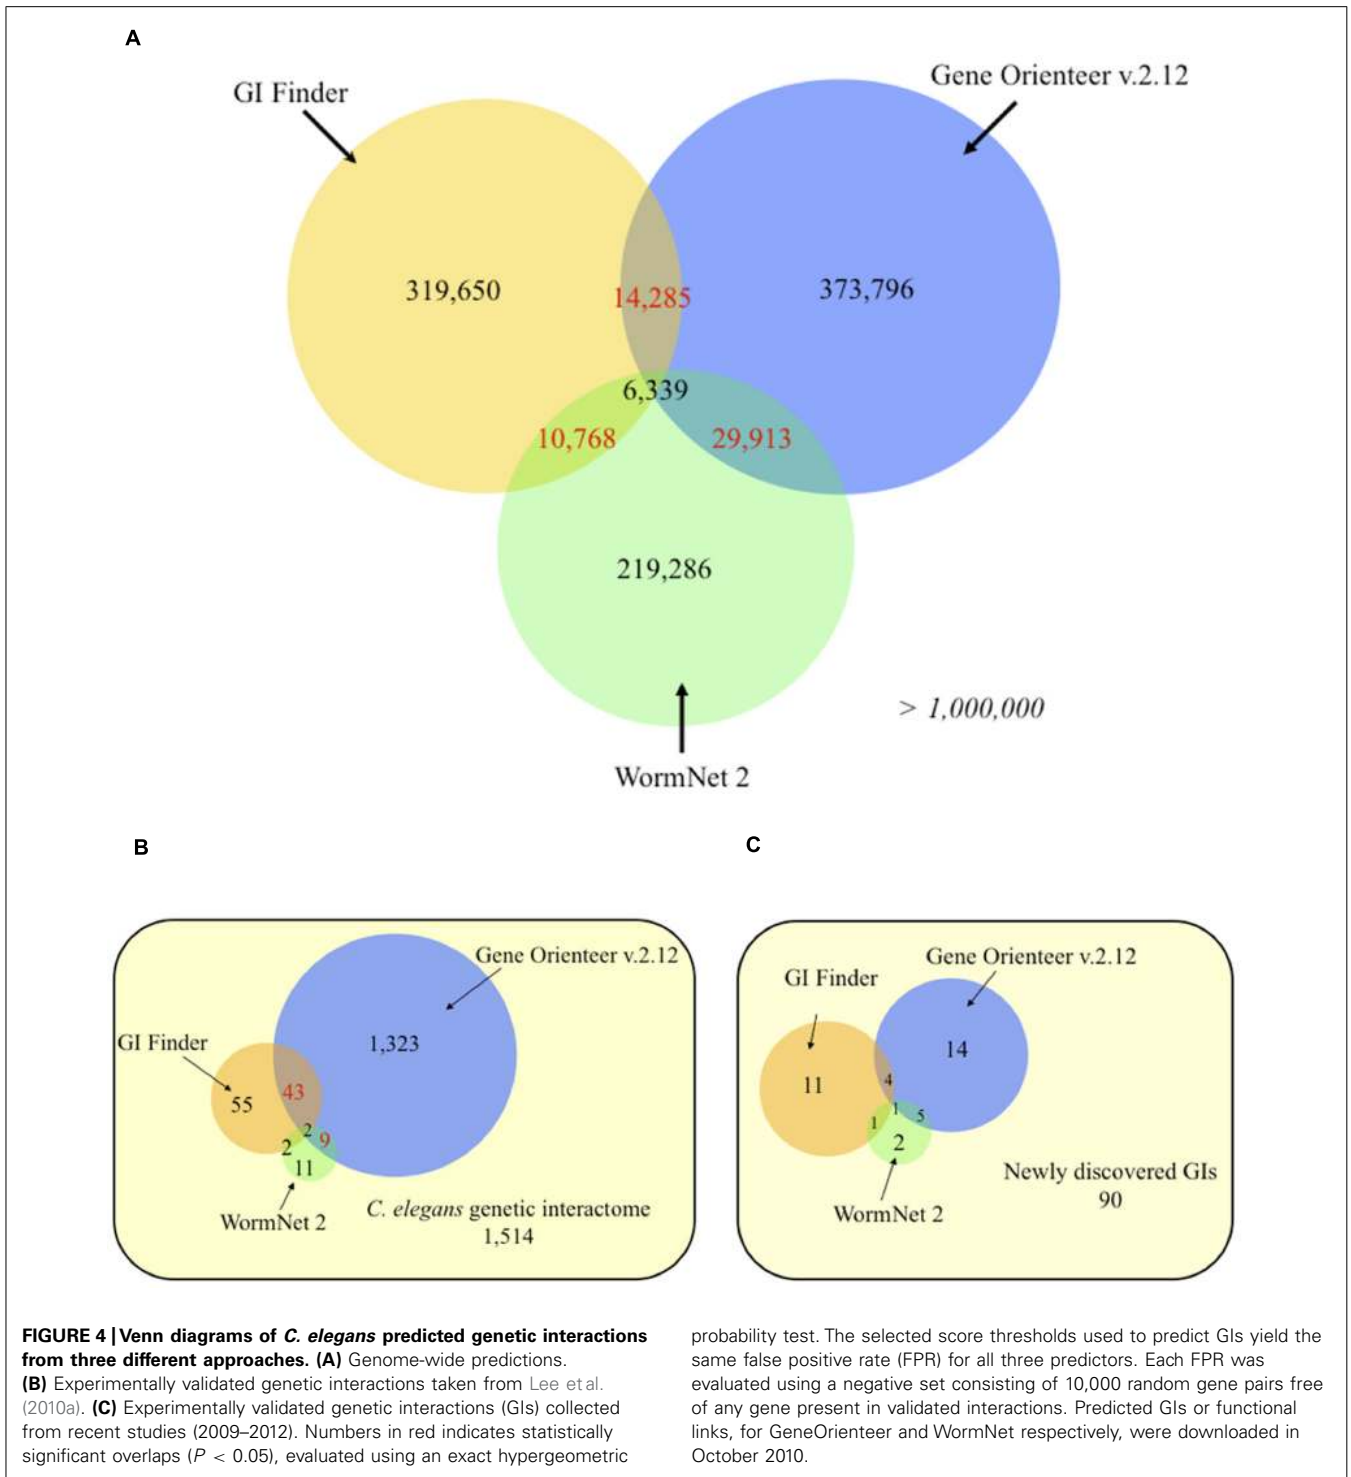 A
GI Finder
Gene Orienteer v.2.12
319,650
14,285
373,796
6,339
10,768
29,913
219,286
> 1,000,000
WormNet 2
B
Gene Orienteer v.2.12
1,323
GI Finder
43
55
2
9
2
11
WormNet 2
C. elegans genetic interactome
1,514
C
Gene Orienteer v.2.12
GI Finder
14
11
4
1
5
1
2
Newly discovered GIs
90
WormNet 2
FIGURE 4 | Venn diagrams of C. elegans predicted genetic interactions
from three different approaches. (A) Genome-wide predictions.
(B) Experimentally validated genetic interactions taken from Lee et al.
(2010a). (C) Experimentally validated genetic interactions (GIs) collected
from recent studies (2009–2012). Numbers in red indicates statistically
significant overlaps (P < 0.05), evaluated using an exact hypergeometric
probability test. The selected score thresholds used to predict GIs yield the
same false positive rate (FPR) for all three predictors. Each FPR was
evaluated using a negative set consisting of 10,000 random gene pairs free
of any gene present in validated interactions. Predicted GIs or functional
links, for GeneOrienteer and WormNet respectively, were downloaded in
October 2010.